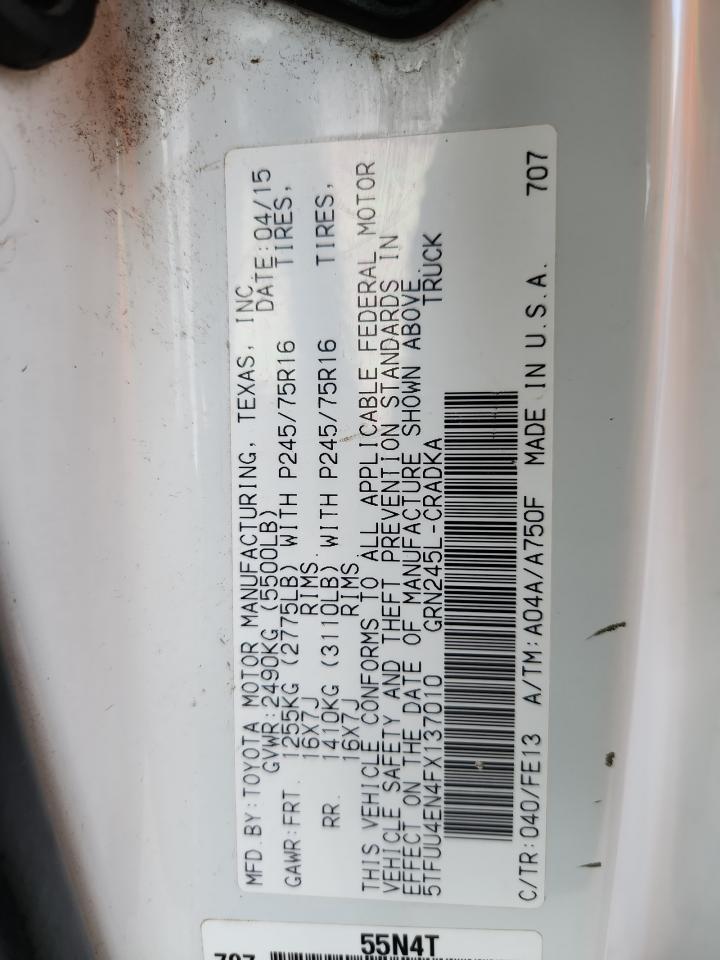 MFD.BY:TOYOTA MOTOR MANUFACTURING, TEXAS, INC
GVWR:2490KG (5500LB) DATE:04/15
GAWR:FRT. 1255KG (2775LB) WITH P245/75R16 TIRES,
16X7J RIMS
RR. 1410KG (3110LB) WITH P245/75R16 TIRES,
16X7J RIMS
THIS VEHICLE CONFORMS TO ALL APPLICABLE FEDERAL MOTOR
VEHICLE SAFETY AND THEFT PREVENTION STANDARDS IN
EFFECT ON THE DATE OF MANUFACTURE SHOWN ABOVE.
5TFUU4EN4FX137010 GRN245L-CRADKA TRUCK
C/TR:040/FE13 A/TM:A04A/A750F MADE IN U.S.A. 707
55N4T
707